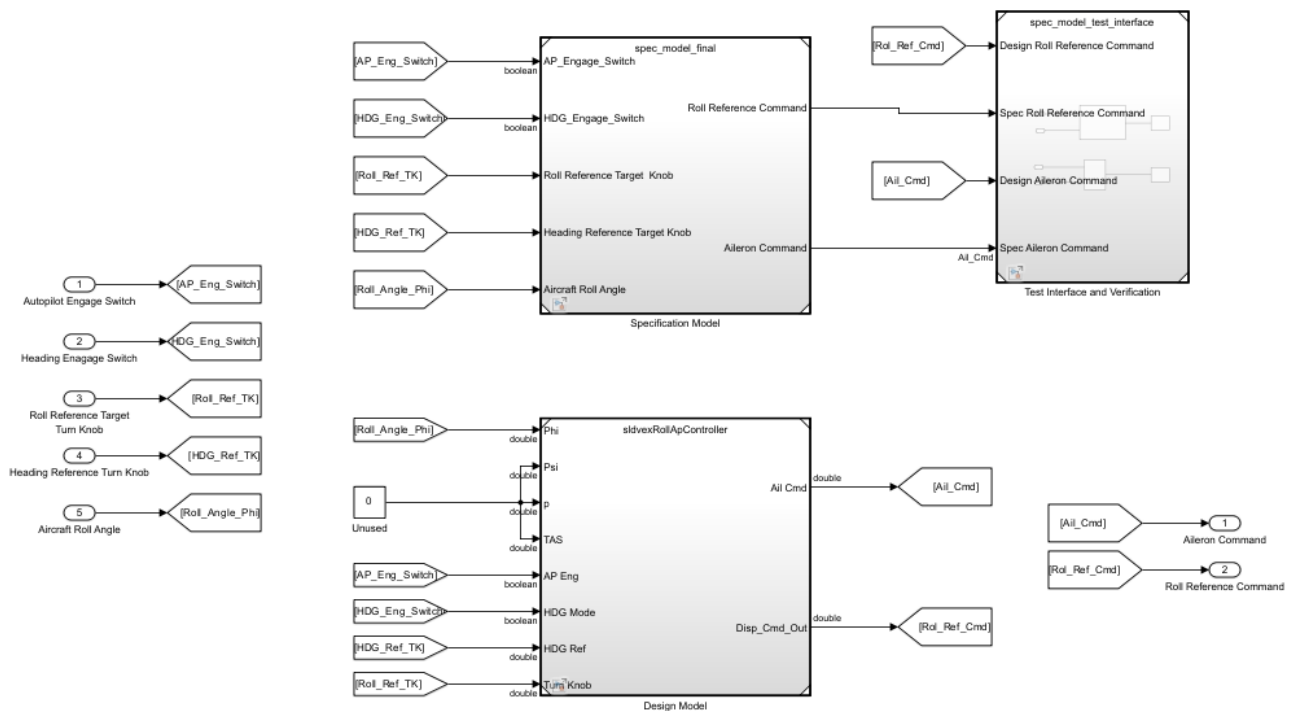 1
Autopilot Engage Switch
[AP_Eng_Switch]
2
Heading Enagage Switch
HDG_Eng_Switch]
3
Roll Reference Target
Turn Knob
[Roll_Ref_TK]
4
Heading Reference Turn Knob
[HDG_Ref_TK]
5
Aircraft Roll Angle
[Roll_Angle_Phi]
[AP_Eng_Switch]
boolean
[HDG_Eng_Switch]
boolean
[Roll_Ref_TK]
[HDG_Ref_TK]
[Roll_Angle_Phi]
spec_model_final
AP_Engage_Switch
HDG_Engage_Switch
Roll Reference Target Knob
Heading Reference Target Knob
Aircraft Roll Angle
Roll Reference Command
Aileron Command
Specification Model
[Rol_Ref_Cmd]
[Ail_Cmd]
Ail_Cmd
spec_model_test_interface
Design Roll Reference Command
Spec Roll Reference Command
Design Aileron Command
Spec Aileron Command
Test Interface and Verification
[Roll_Angle_Phi]
double
0
Unused
double
double
double
[AP_Eng_Switch]
boolean
[HDG_Eng_Switch]
boolean
[HDG_Ref_TK]
double
[Roll_Ref_TK]
double
sldvexRollApController
Phi
Psi
p
TAS
AP Eng
HDG Mode
HDG Ref
Turn Knob
Ail Cmd
Disp_Cmd_Out
Design Model
double
[Ail_Cmd]
double
[Rol_Ref_Cmd]
[Ail_Cmd]
1
Aileron Command
[Rol_Ref_Cmd]
2
Roll Reference Command